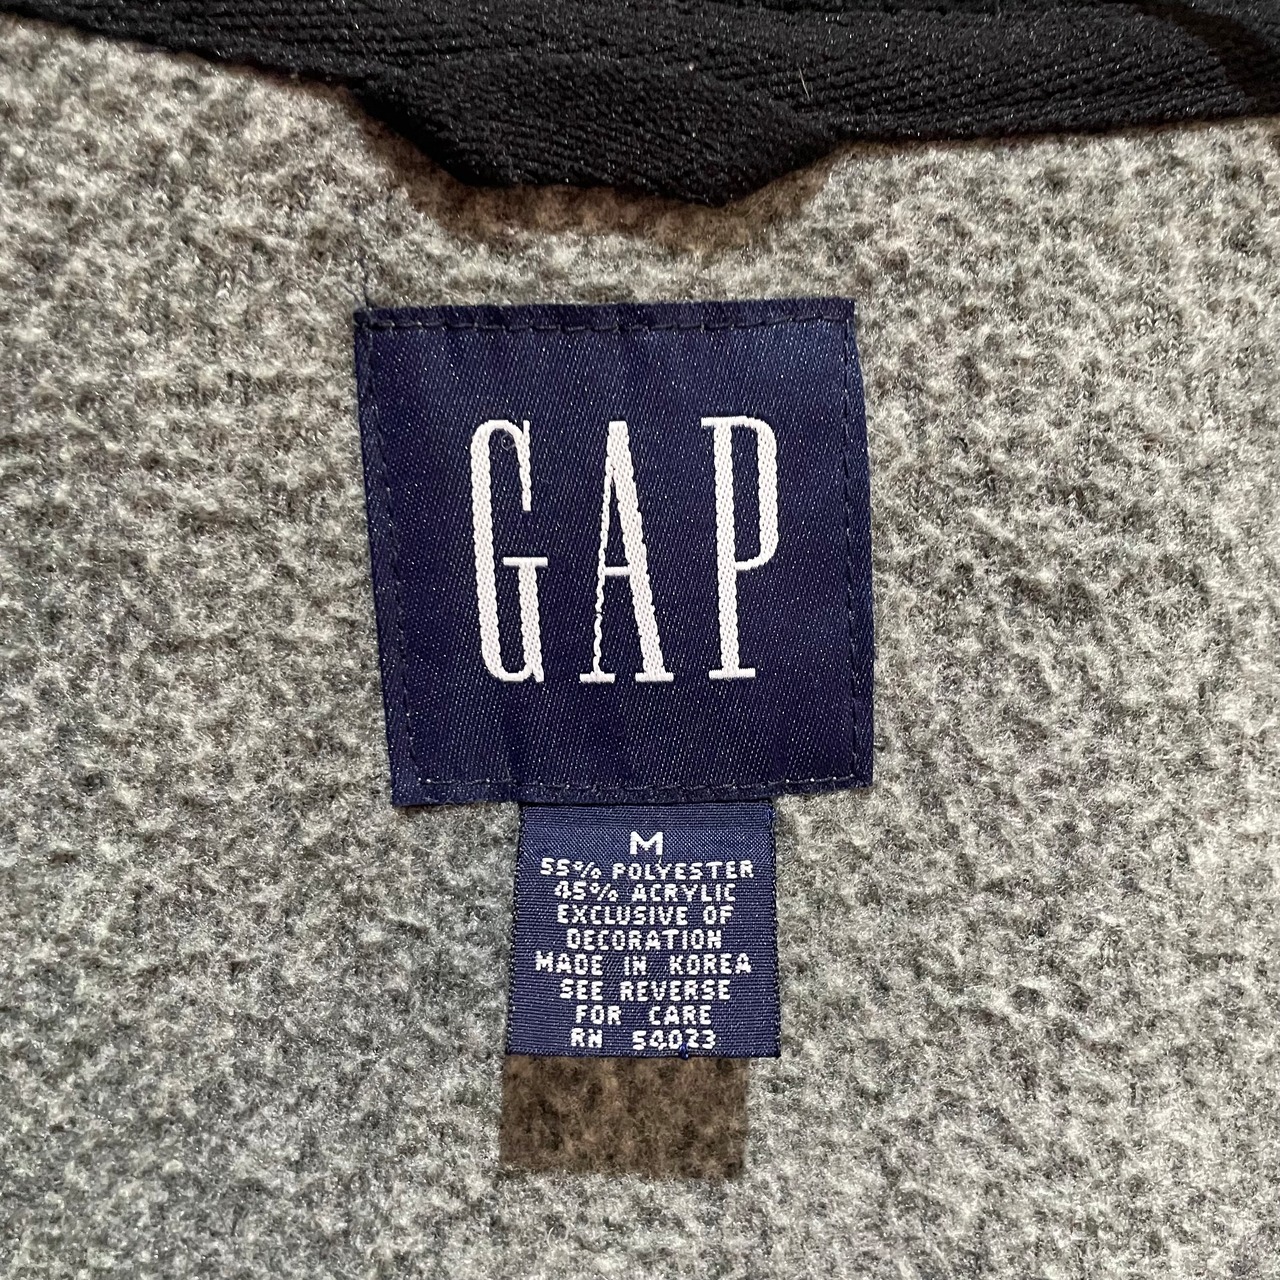 GAP
M
55% POLYESTER
45% ACRYLIC
EXCLUSIVE OF
DECORATION
MADE IN KOREA
SEE REVERSE
FOR CARE
RN 54023